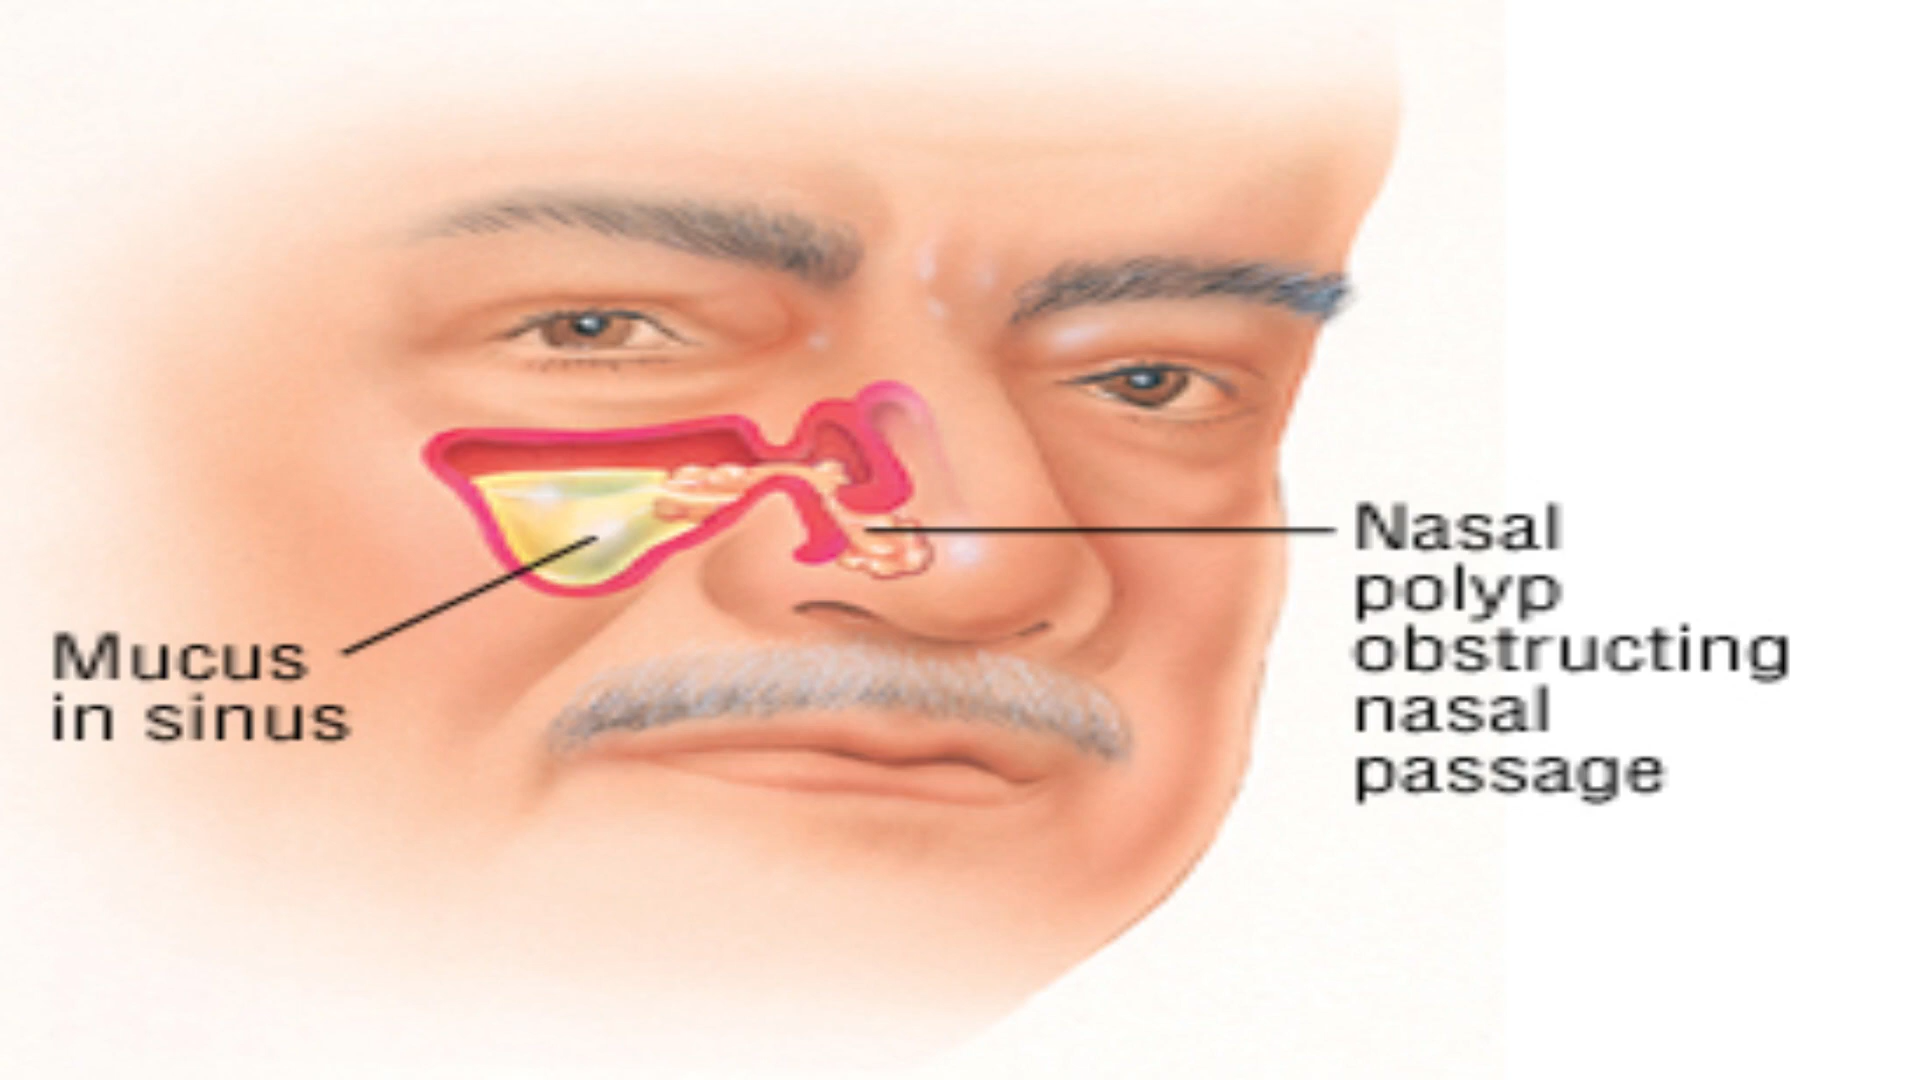 Mucus
in sinus
Nasal
polyp
obstructing
nasal
passage